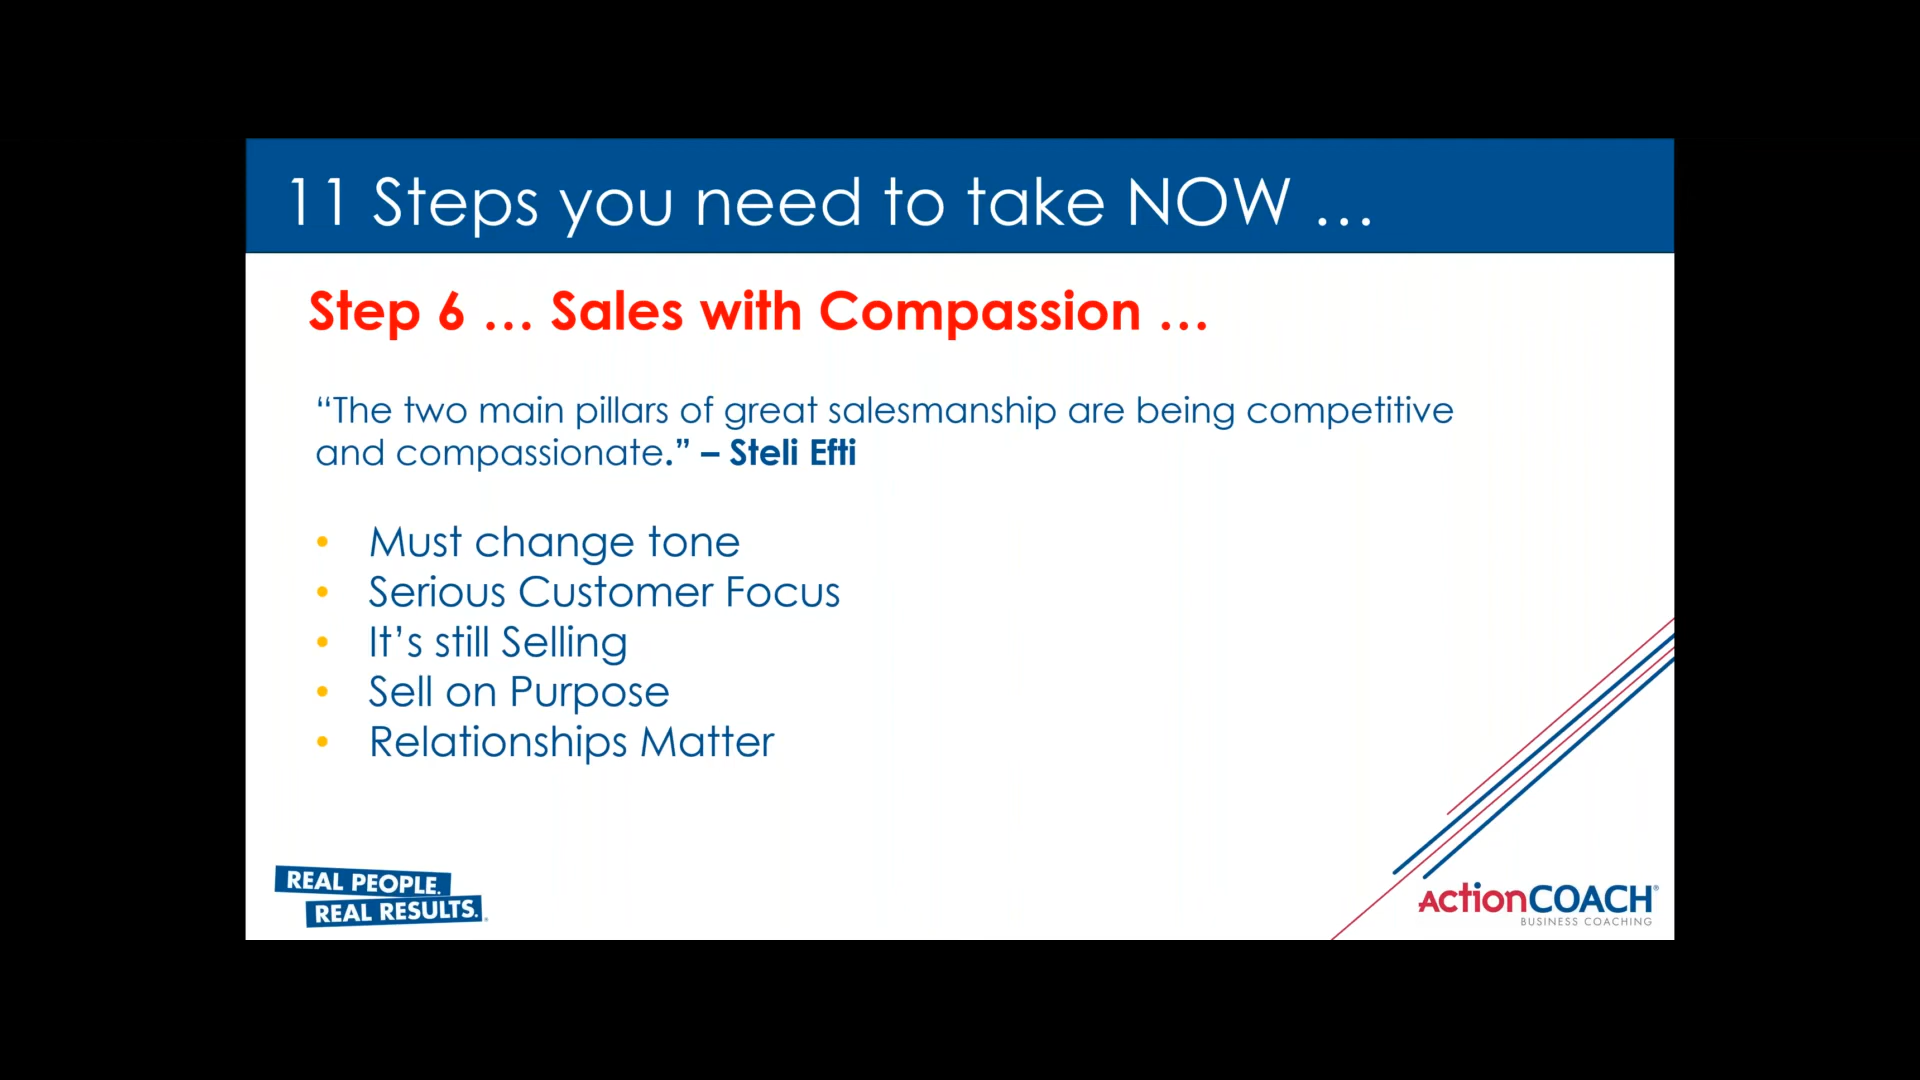 11 Steps you need to take NOW …
Step 6 … Sales with Compassion …
“The two main pillars of great salesmanship are being competitive
and compassionate.” – Steli Efti
• Must change tone
• Serious Customer Focus
• It’s still Selling
• Sell on Purpose
• Relationships Matter
REAL PEOPLE.
REAL RESULTS.
ActionCOACH®
BUSINESS COACHING